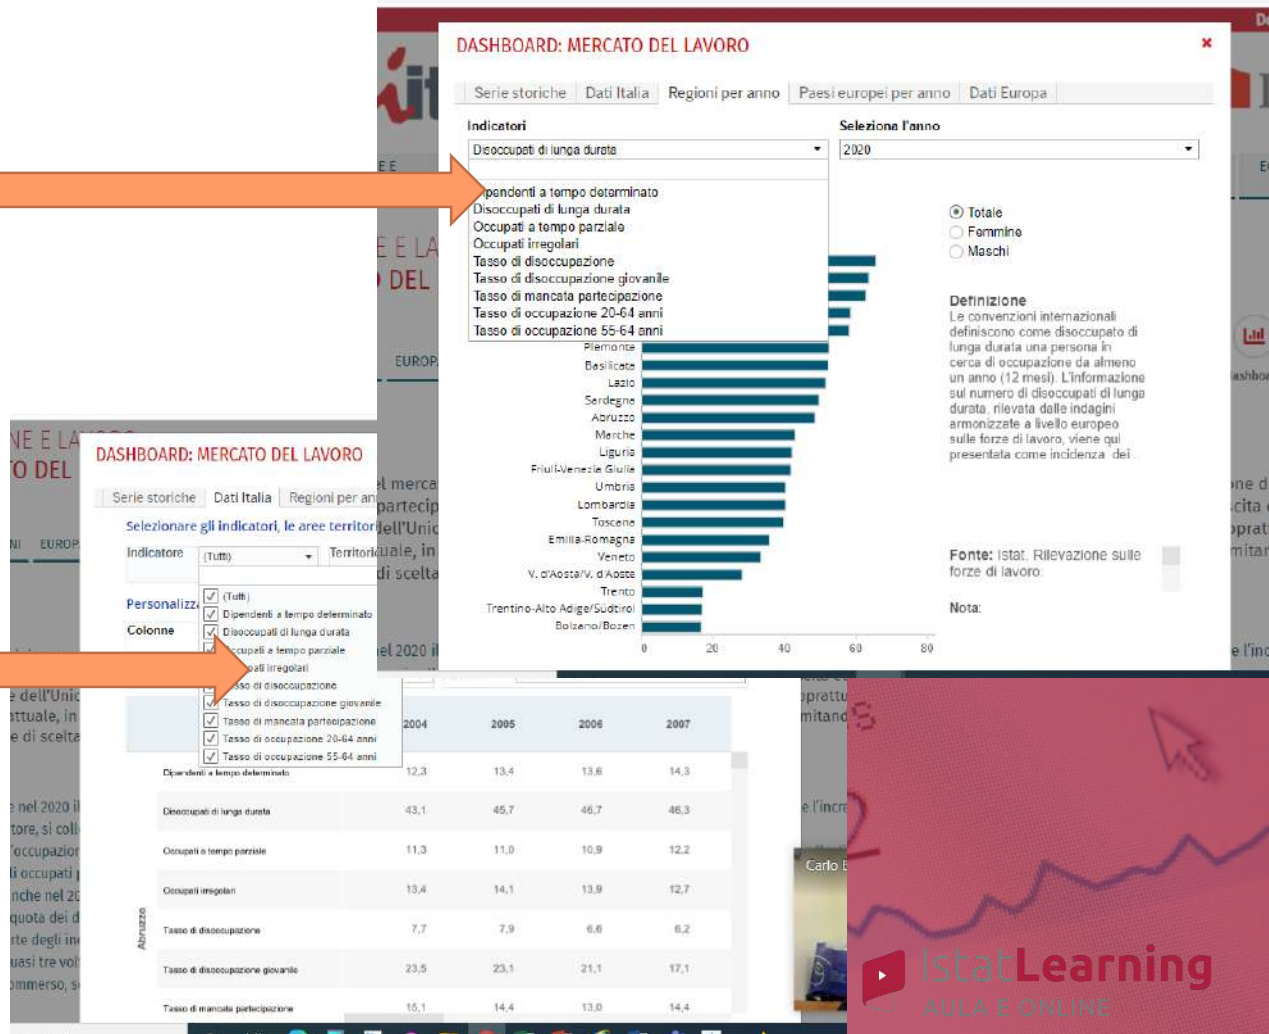 DASHBOARD: MERCATO DEL LAVORO
Serie storiche Dati Italia Regioni per anno Paesi europei per anno Dati Europa
Indicatori Seleziona l'anno
Disoccupati di lunga durata 2020
ipendenti a tempo determinato
Disoccupati di lunga durata
Occupati a tempo parziale
Occupati irregolari
Tasso di disoccupazione
Tasso di disoccupazione giovanile
Tasso di mancata partecipazione
Tasso di occupazione 20-64 anni
Tasso di occupazione 55-64 anni
Totale
Femmine
Maschi
Definizione
Le convenzioni internazionali
definiscono come disoccupato di
lunga durata una persona in
cerca di occupazione da almeno
un anno (12 mesi). L'informazione
sul numero di disoccupati di lunga
durata, rilevata dalle indagini
armonizzate a livello europeo
sulle forze di lavoro, viene qui
presentata come incidenza dei
Piemonte
Basilicata
Lazio
Sardegna
Abruzzo
Marche
Liguria
Friuli-Venezia Giulia
Umbria
Lombardia
Toscana
Emilia-Romagna
Veneto
V. d'Aosta/V. d'Aoste
Trento
Trentino-Alto Adige/Südtirol
Bolzano/Bozen
0 20 40 60 80
Fonte: Istat, Rilevazione sulle
forze di lavoro.
Nota:
DASHBOARD: MERCATO DEL LAVORO
Serie storiche Dati Italia Regioni per an
Selezionare gli indicatori, le aree territori
Indicatore (Tutti) Territori
Personalizz
Colonne
(Tutti)
Dipendenti a tempo determinato
Disoccupati di lunga durata
Occupati a tempo parziale
pati irregolari
Tasso di disoccupazione
Tasso di disoccupazione giovanile
Tasso di mancata partecipazione
Tasso di occupazione 20-64 anni
Tasso di occupazione 55-64 anni
2004 2005 2006 2007
Abruzzo
Dipendenti a tempo determinato 12,3 13,4 13,6 14,3
Disoccupati di lunga durata 43,1 45,7 46,7 46,3
Occupati a tempo parziale 11,3 11,0 10,9 12,2
Occupati irregolari 13,4 14,1 13,9 12,7
Tasso di disoccupazione 7,7 7,9 6,6 6,2
Tasso di disoccupazione giovanile 23,5 23,1 21,1 17,1
Tasso di mancata partecipazione 15,1 14,4 13,0 14,4
Carlo
IstatLearning
AULA E ONLINE